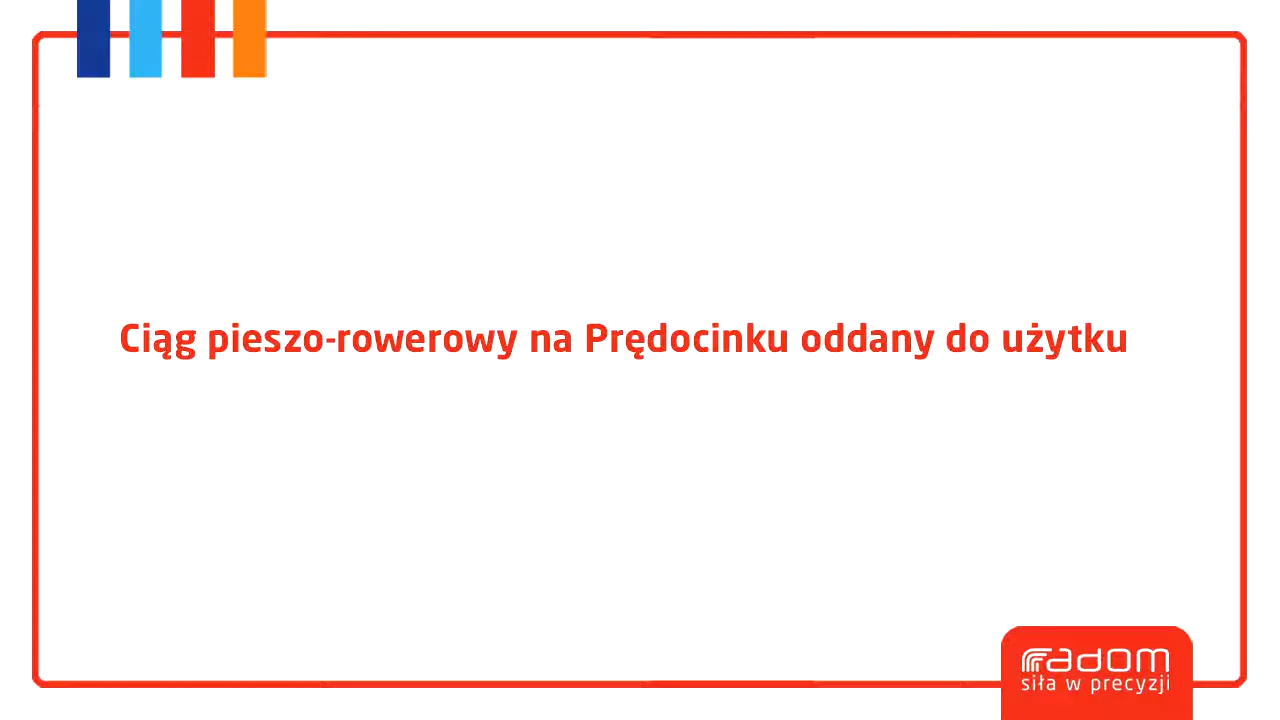 Ciąg pieszo-rowerowy na Prędocinku oddany do użytku
radom
siła w precyzji